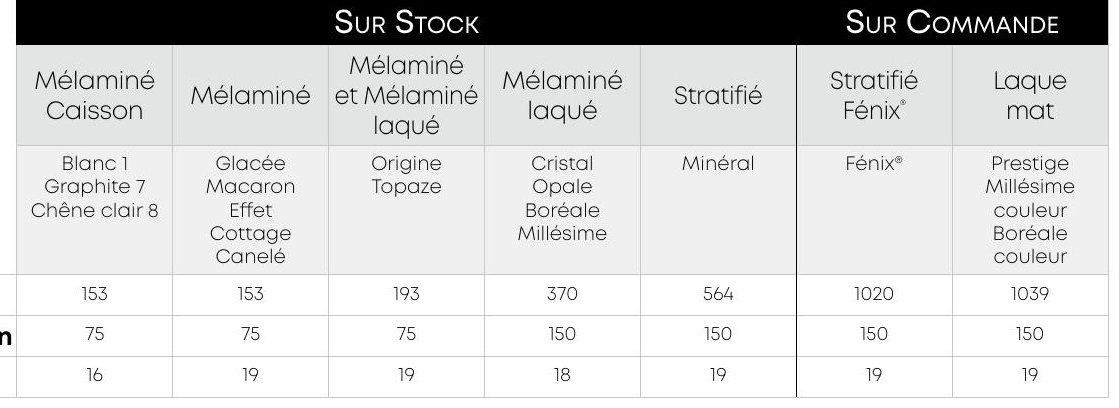 Sur Stock Sur Commande
Mélaminé Caisson Mélaminé Mélaminé et Mélaminé laqué Mélaminé laqué Stratifié Stratifié Fénix® Laque mat
Blanc 1 Glacée Origine Cristal Minéral Fénix® Prestige
Graphite 7 Macaron Topaze Opale Millésime
Chêne clair 8 Effet Boréale couleur
Cottage Millésime Boréale
Canelé couleur
153 153 193 370 564 1020 1039
n 75 75 75 150 150 150 150
16 19 19 18 19 19 19